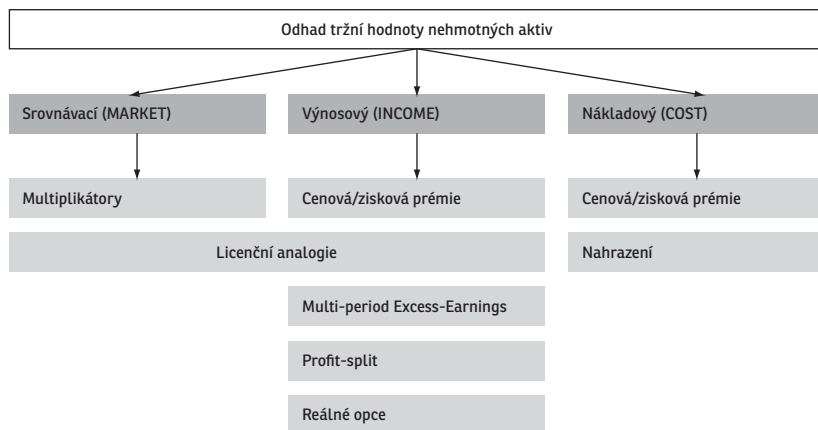 Odhad tržní hodnoty nehmotných aktiv
Srovnávací (MARKET)
Výnosový (INCOME)
Nákladový (COST)
Multiplikátory
Cenová/zisková prémie
Cenová/zisková prémie
Licenční analogie
Nahrazení
Multi-period Excess-Earnings
Profit-split
Reálné opce